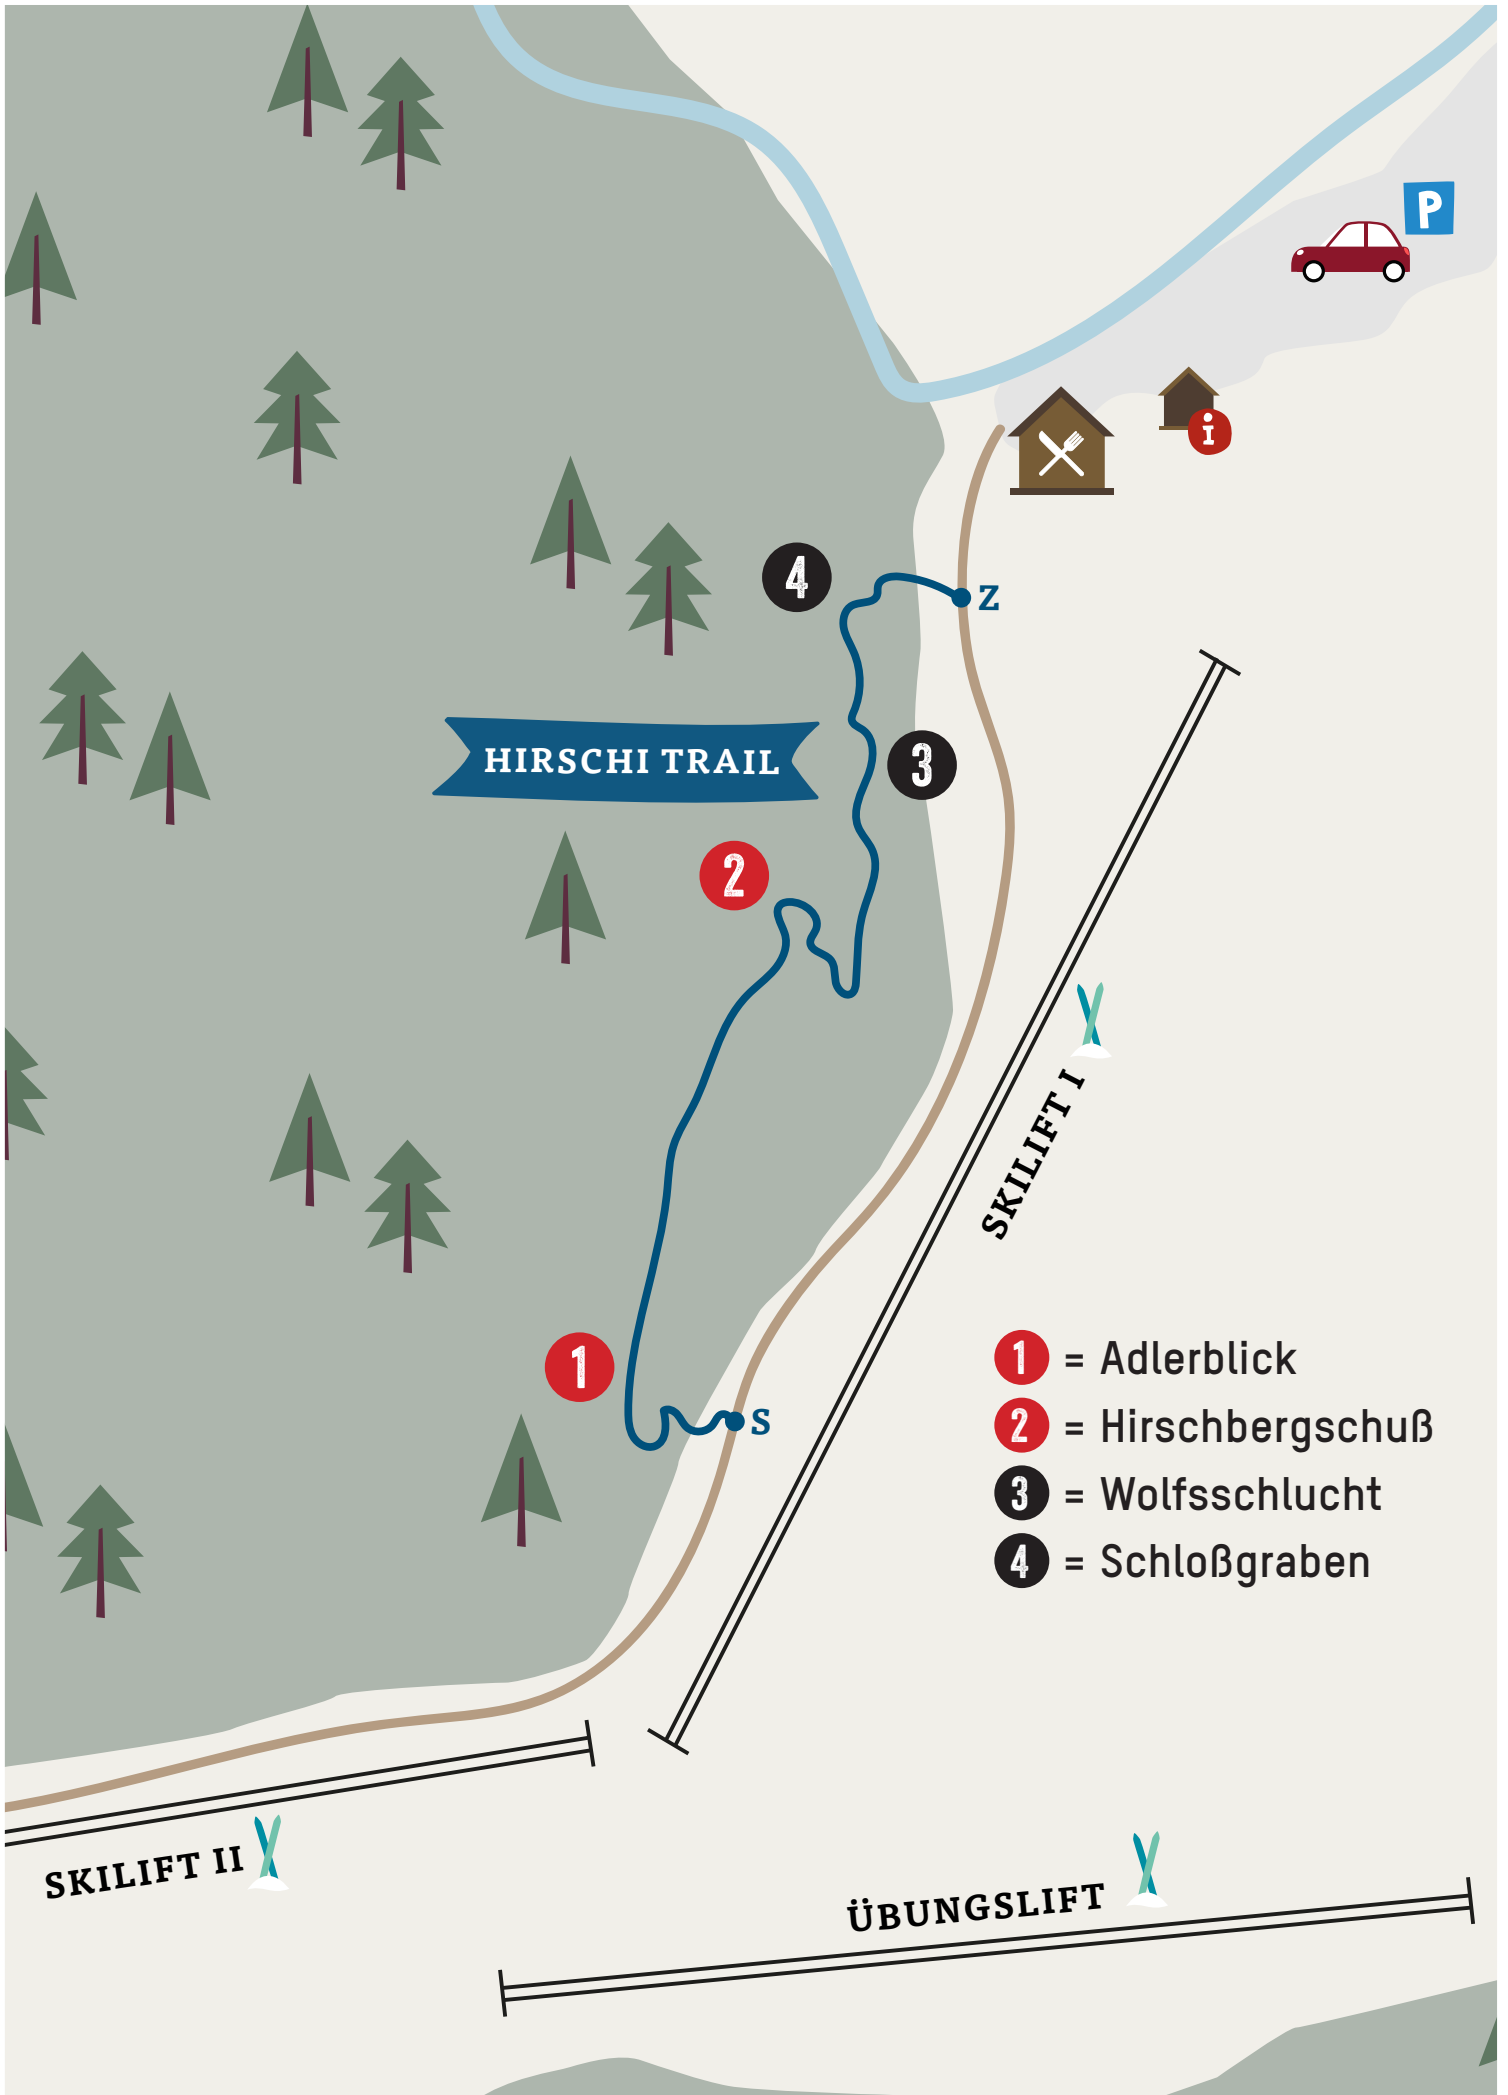 P
i
4
Z
HIRSCHI TRAIL
3
2
SKILIFT I
1
S
1 = Adlerblick
2 = Hirschbergschuß
3 = Wolfsschlucht
4 = Schloßgraben
SKILIFT II
ÜBUNGSLIFT